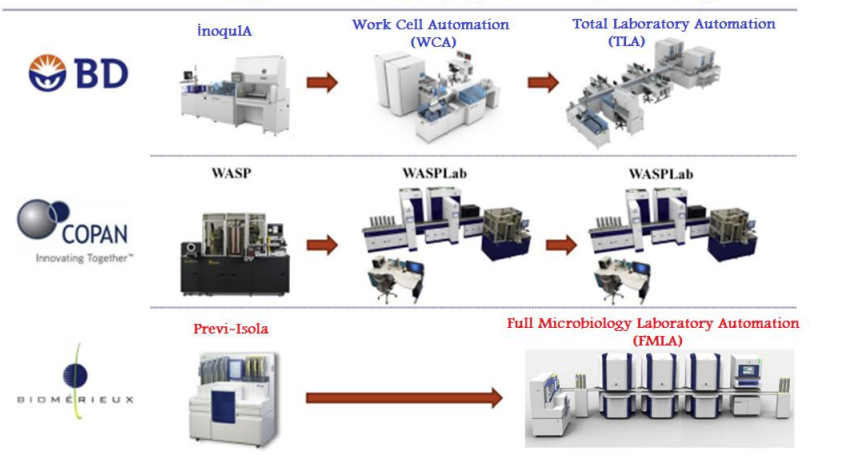 İnoqulA
Work Cell Automation
(WCA)
Total Laboratory Automation
(TLA)
BD
WASP
WASPLab
WASPLab
COPAN
Innovating Together™
Previ-Isola
Full Microbiology Laboratory Automation
(FMLA)
BIOMÉRIEUX